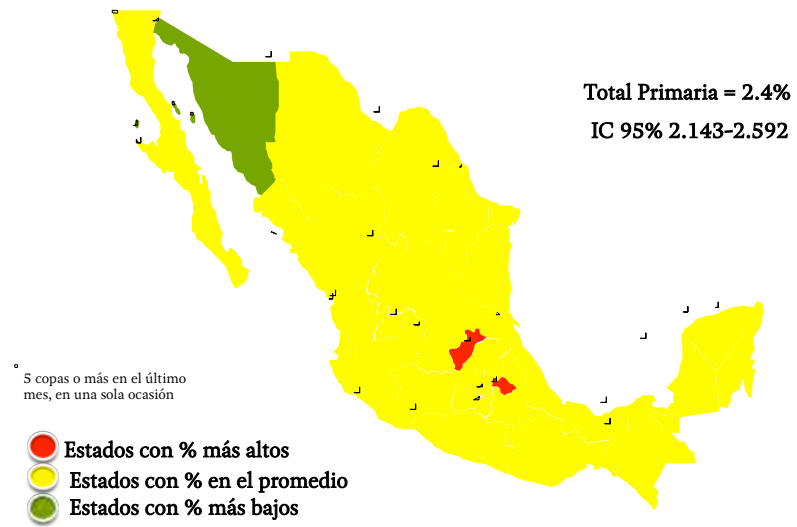 Total Primaria = 2.4%
IC 95% 2.143-2.592
5 copas o más en el último
mes, en una sola ocasión
Estados con % más altos
Estados con % en el promedio
Estados con % más bajos